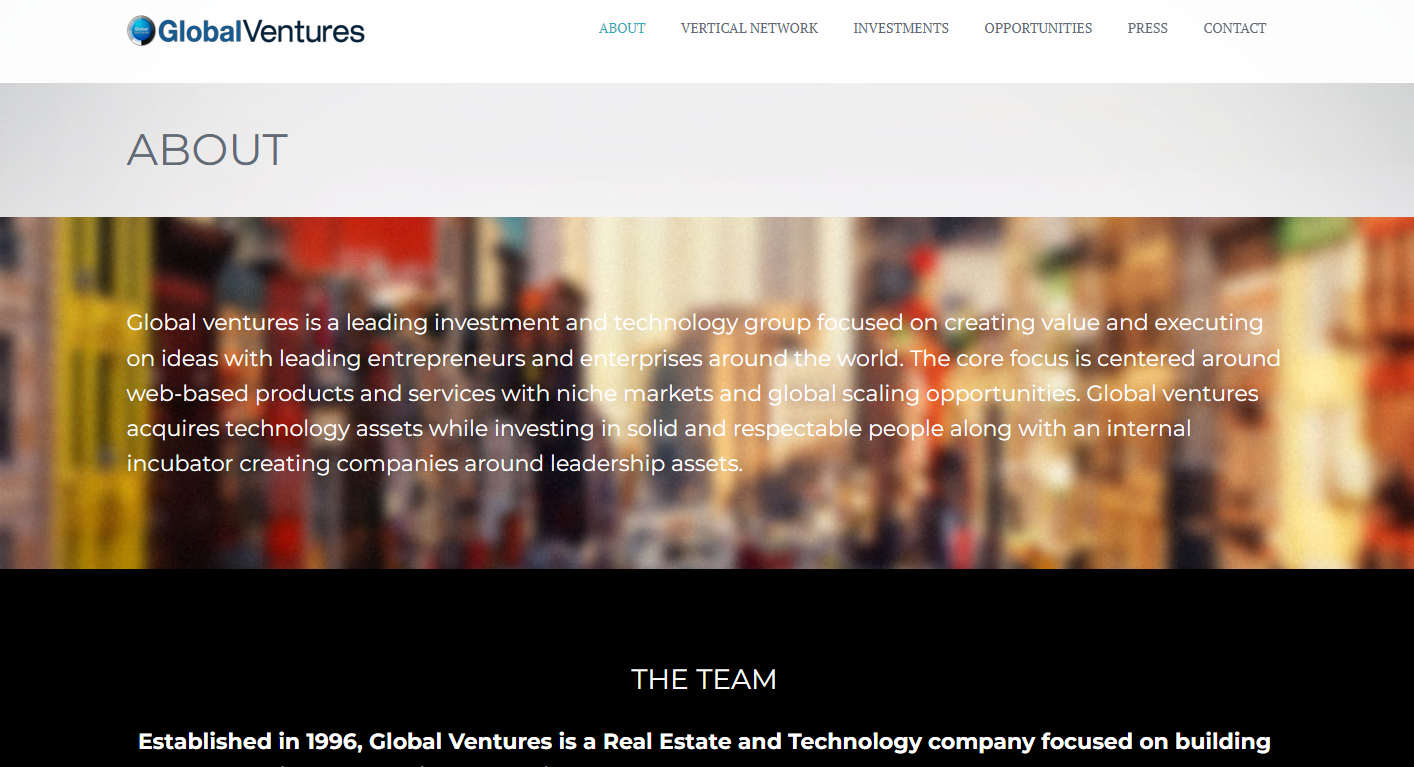 Global Ventures
ABOUT VERTICAL NETWORK INVESTMENTS OPPORTUNITIES PRESS CONTACT
ABOUT
Global ventures is a leading investment and technology group focused on creating value and executing
on ideas with leading entrepreneurs and enterprises around the world. The core focus is centered around
web-based products and services with niche markets and global scaling opportunities. Global ventures
acquires technology assets while investing in solid and respectable people along with an internal
incubator creating companies around leadership assets.
THE TEAM
Established in 1996, Global Ventures is a Real Estate and Technology company focused on building